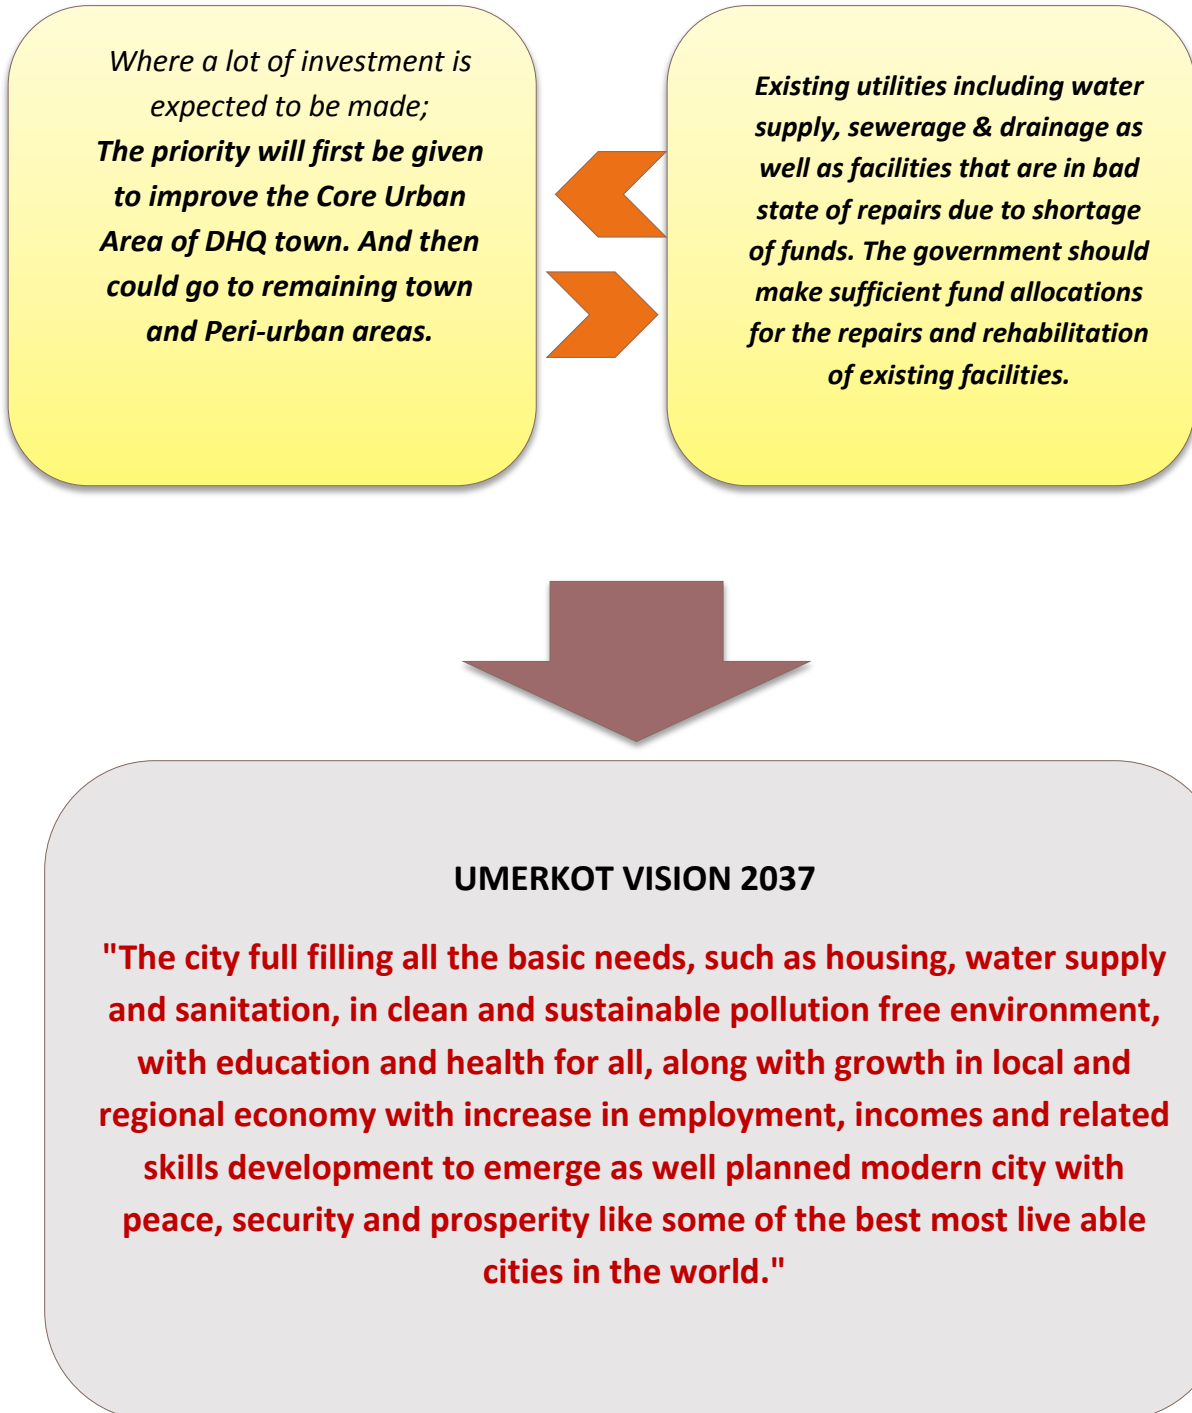 Where a lot of investment is
expected to be made;
The priority will first be given
to improve the Core Urban
Area of DHQ town. And then
could go to remaining town
and Peri-urban areas.
Existing utilities including water
supply, sewerage & drainage as
well as facilities that are in bad
state of repairs due to shortage
of funds. The government should
make sufficient fund allocations
for the repairs and rehabilitation
of existing facilities.
UMERKOT VISION 2037
"The city full filling all the basic needs, such as housing, water supply
and sanitation, in clean and sustainable pollution free environment,
with education and health for all, along with growth in local and
regional economy with increase in employment, incomes and related
skills development to emerge as well planned modern city with
peace, security and prosperity like some of the best most live able
cities in the world."